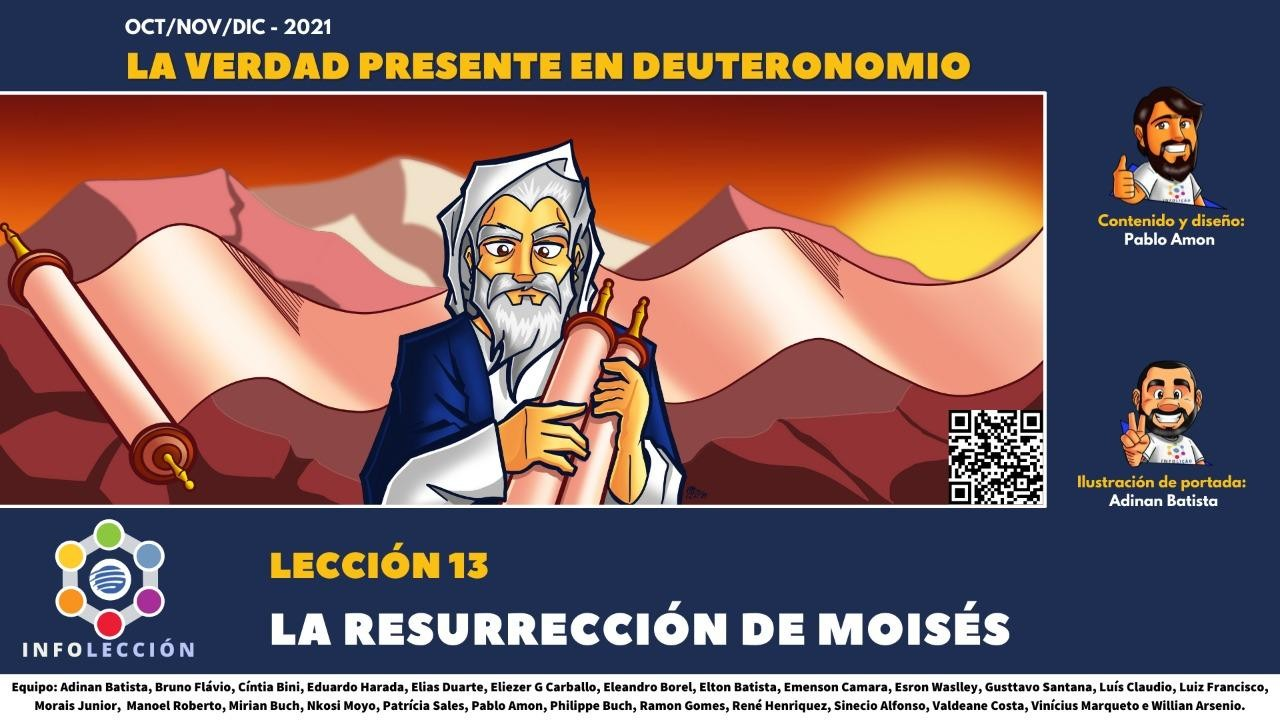 OCT/NOV/DIC - 2021
LA VERDAD PRESENTE EN DEUTERONOMIO
Contenido y diseño:
Pablo Amon
Ilustración de portada:
Adinan Batista
LECCIÓN 13
LA RESURRECCIÓN DE MOISÉS
INFOLECCIÓN
Equipo: Adinan Batista, Bruno Flávio, Cíntia Bini, Eduardo Harada, Elias Duarte, Eliezer G Carballo, Eleandro Borel, Elton Batista, Emenson Camara, Esron Waslley, Gusttavo Santana, Luís Claudio, Luiz Francisco,
Morais Junior, Manoel Roberto, Mirian Buch, Nkosi Moyo, Patrícia Sales, Pablo Amon, Philippe Buch, Ramon Gomes, René Henriquez, Sinecio Alfonso, Valdeane Costa, Vinícius Marqueto e Willian Arsenio.